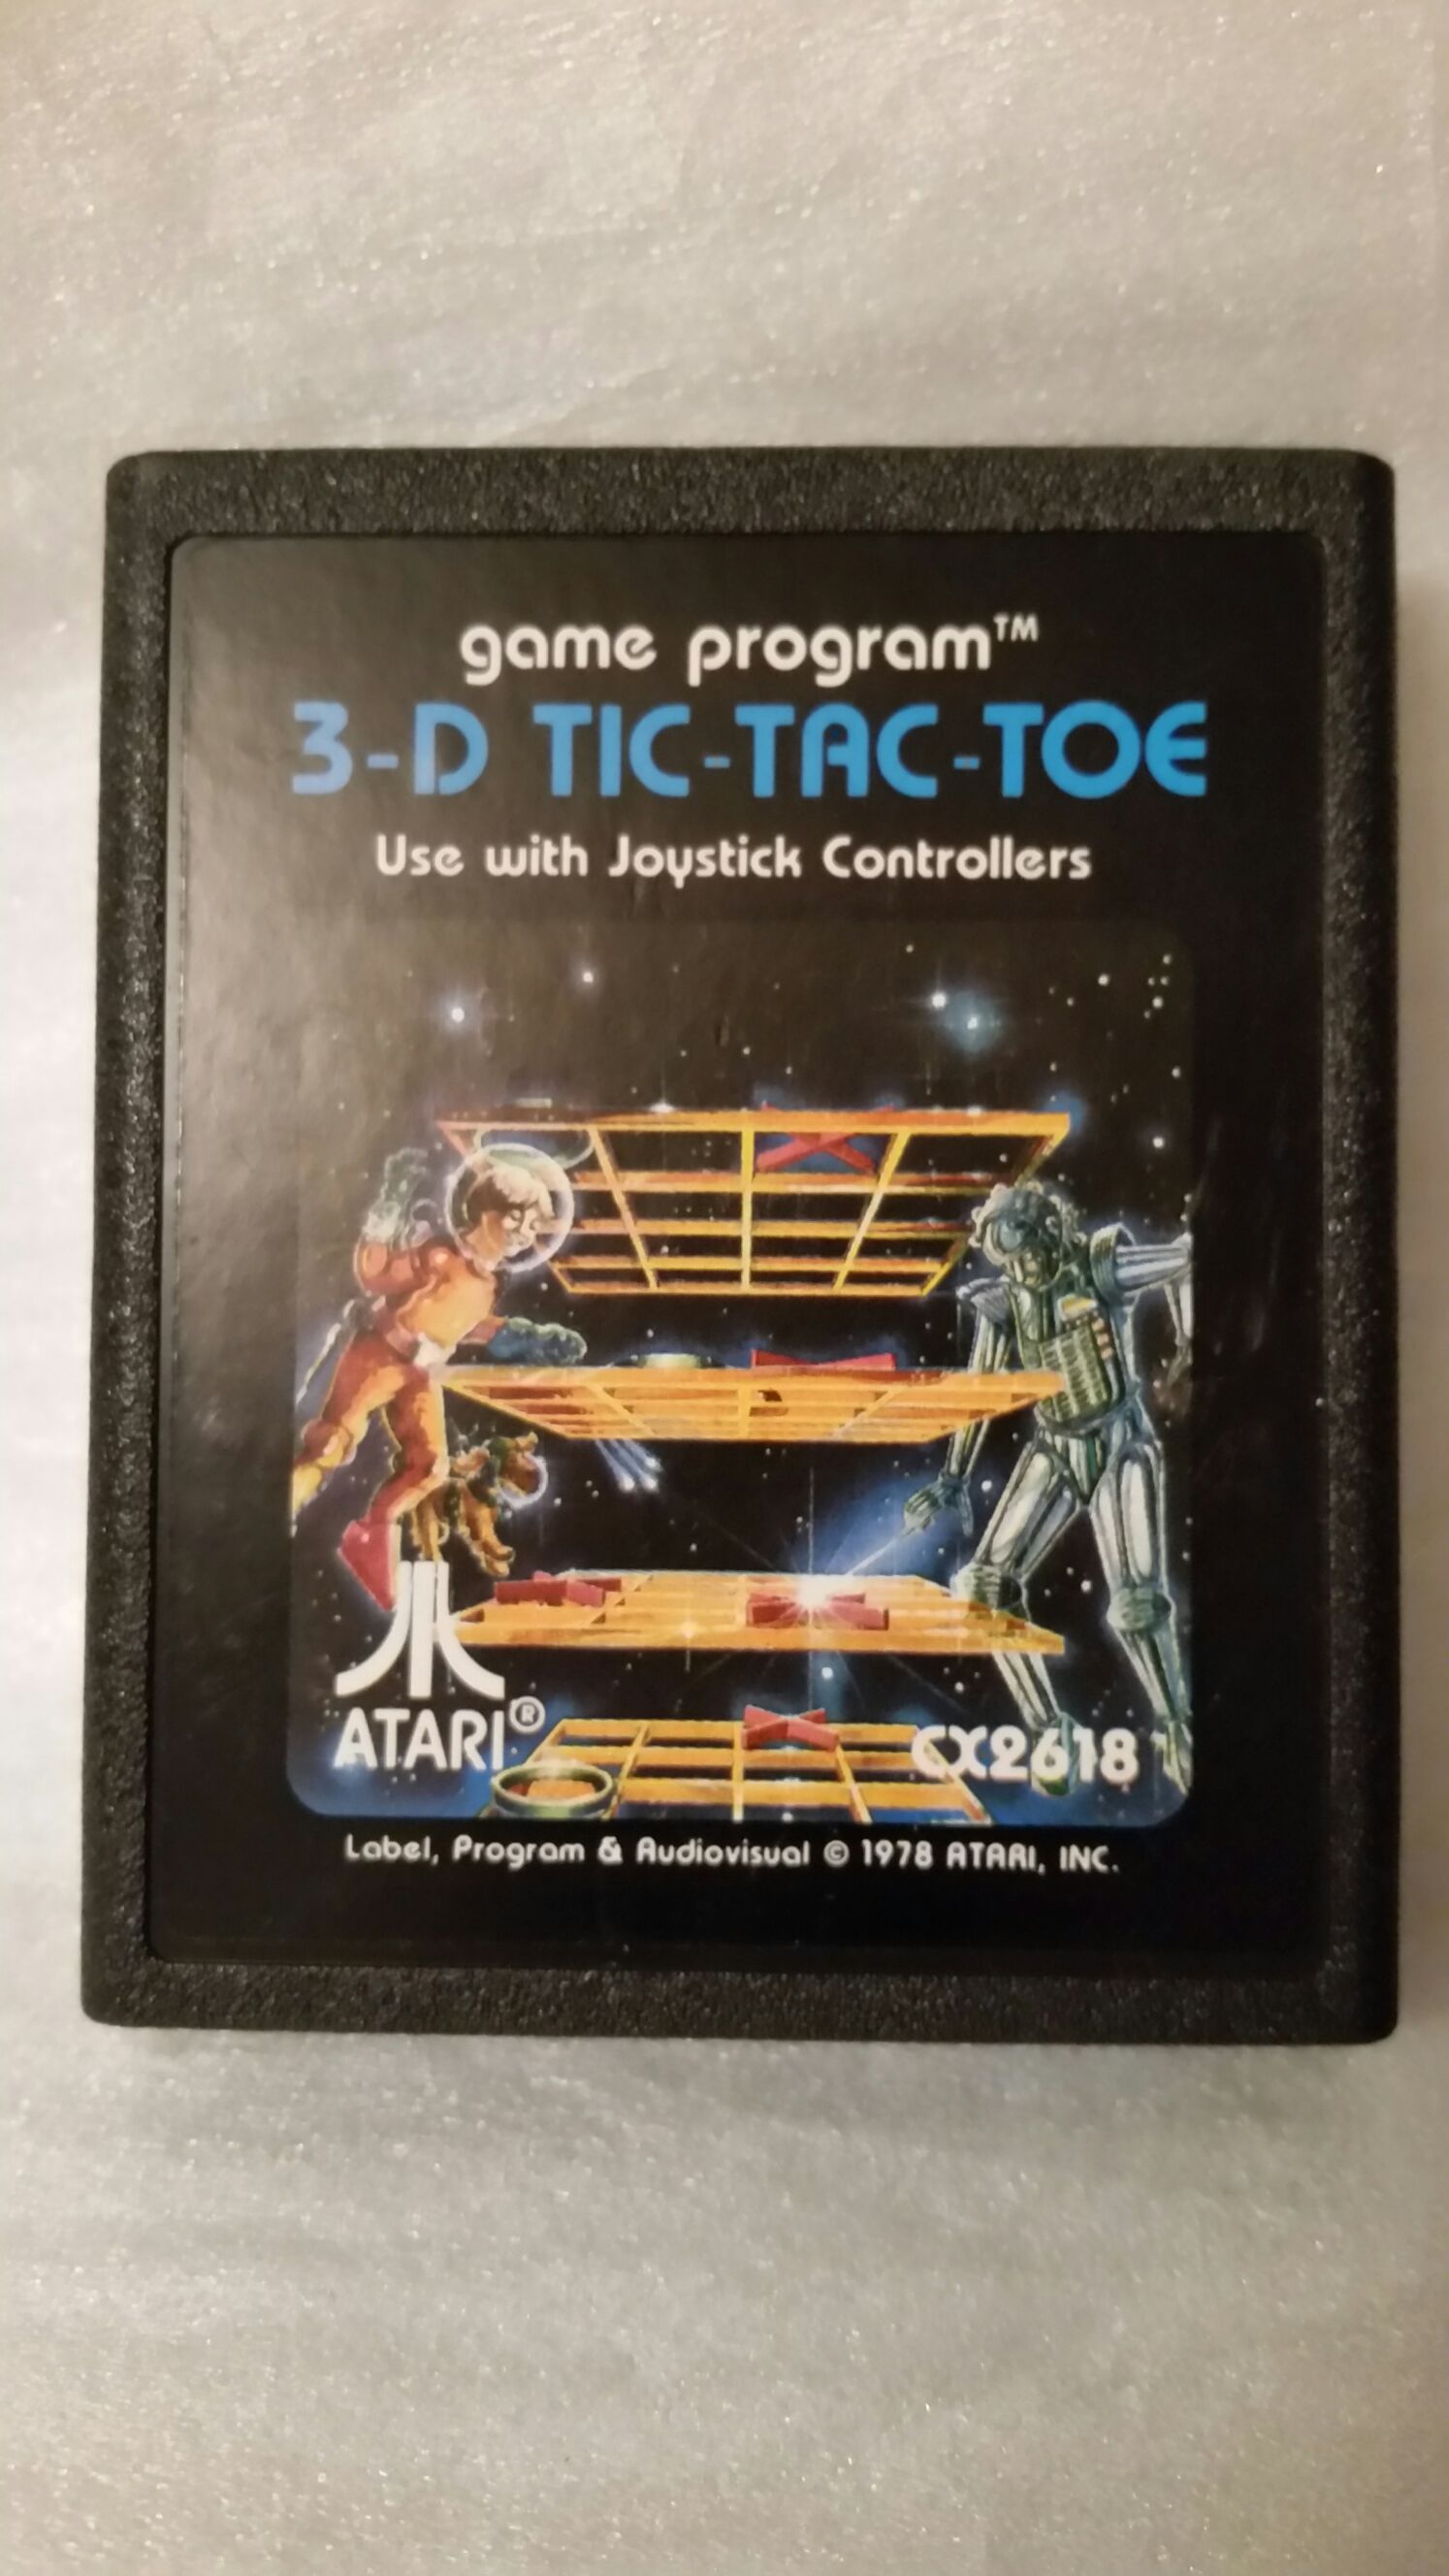 game program™
3-D TIC-TAC-TOE
Use with Joystick Controllers
ATARI®
CX2618
Label, Program & Audiovisual © 1978 ATARI, INC.